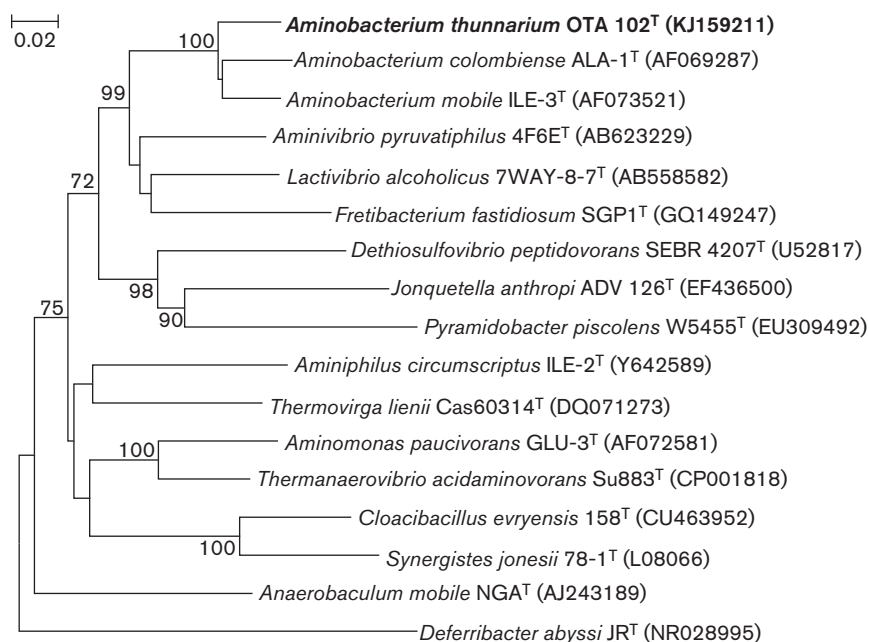 0.02
100
Aminobacterium thunnarium OTA 102ᵀ (KJ159211)
Aminobacterium colombiense ALA-1ᵀ (AF069287)
99
Aminobacterium mobile ILE-3ᵀ (AF073521)
Aminivibrio pyruvatiphilus 4F6Eᵀ (AB623229)
72
Lactivibrio alcoholicus 7WAY-8-7ᵀ (AB558582)
Fretibacterium fastidiosum SGP1ᵀ (GQ149247)
Dethiosulfovibrio peptidovorans SEBR 4207ᵀ (U52817)
98
Jonquetella anthropi ADV 126ᵀ (EF436500)
75
90
Pyramidobacter piscolens W5455ᵀ (EU309492)
Aminiphilus circumscriptus ILE-2ᵀ (Y642589)
Thermovirga lienii Cas60314ᵀ (DQ071273)
100
Aminomonas paucivorans GLU-3ᵀ (AF072581)
Thermanaerovibrio acidaminovorans Su883ᵀ (CP001818)
Cloacibacillus evryensis 158ᵀ (CU463952)
100
Synergistes jonesii 78-1ᵀ (L08066)
Anaerobaculum mobile NGAᵀ (AJ243189)
Deferribacter abyssi JRᵀ (NR028995)